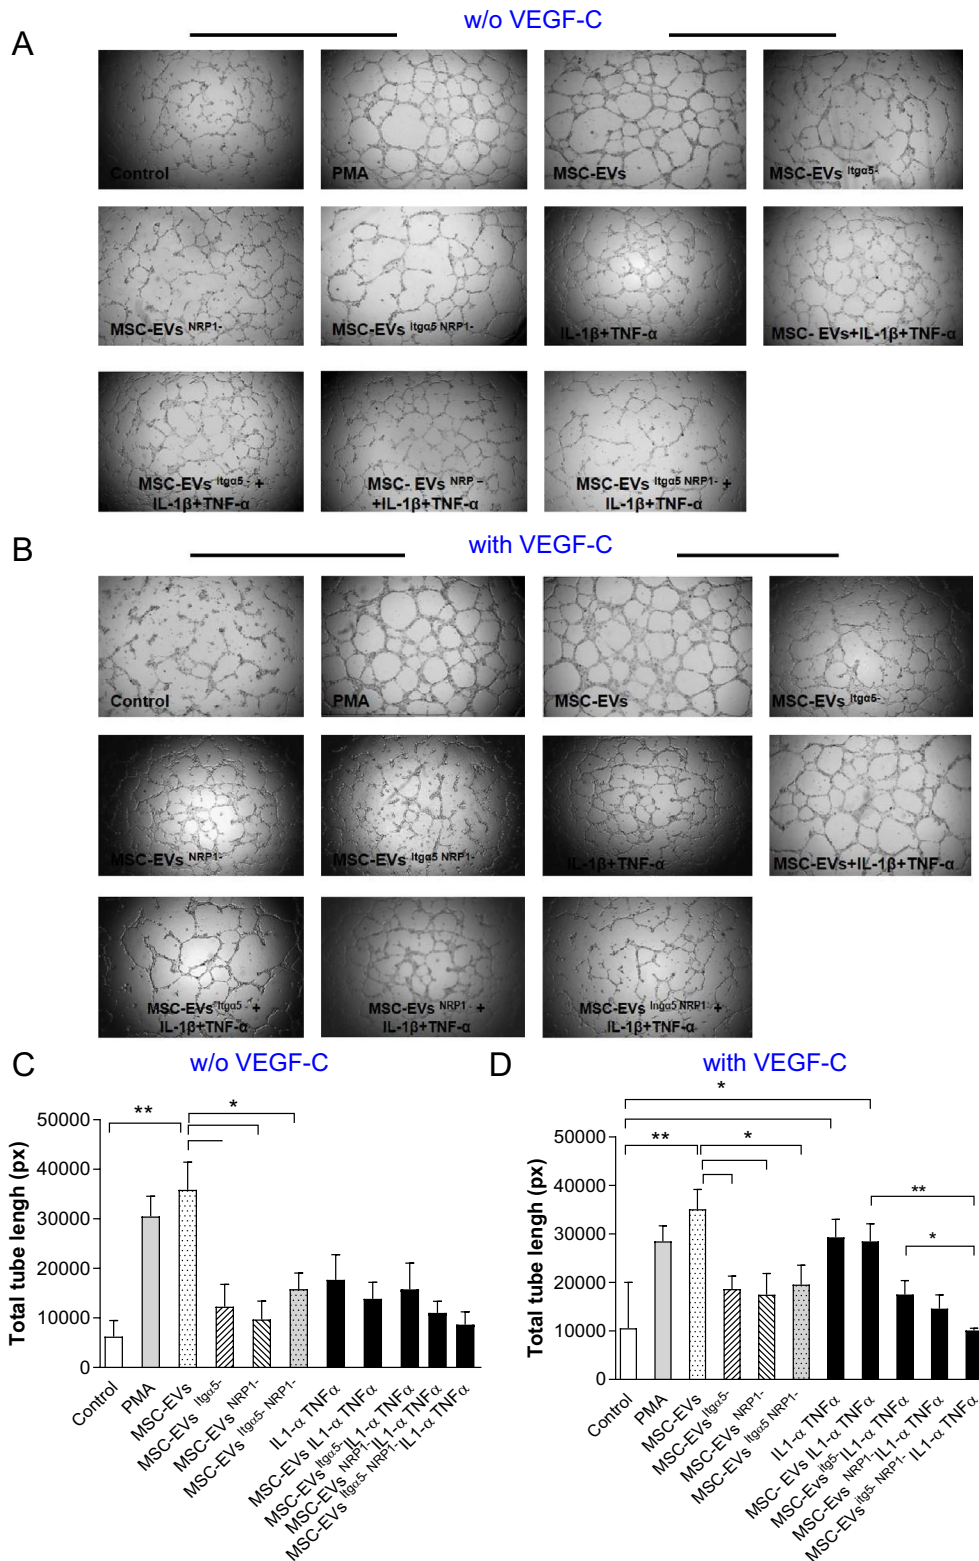 w/o VEGF-C
A
Control
PMA
MSC-EVs
MSC-EVs Itgα5-
MSC-EVs NRP1-
MSC-EVs Itgα5 NRP1-
IL-1β+TNF-α
MSC- EVs+IL-1β+TNF-α
MSC-EVs Itgα5 - +
IL-1β+TNF-α
MSC- EVs NRP –
+IL-1β+TNF-α
MSC-EVs Itgα5 NRP1- +
IL-1β+TNF-α
B
with VEGF-C
Control
PMA
MSC-EVs
MSC-EVs Itgα5-
MSC-EVs NRP1-
MSC-EVs Itgα5 NRP1-
IL-1β+TNF-α
MSC-EVs+IL-1β+TNF-α
MSC-EVs Itgα5 - +
IL-1β+TNF-α
MSC-EVs NRP1 - +
IL-1β+TNF-α
MSC-EVs Ingα5 NRP1- +
IL-1β+TNF-α
C
w/o VEGF-C
Total tube lengh (px)
50000
40000
30000
20000
10000
0
**
*
Control
PMA
MSC-EVs
MSC-EVs Itgα5-
MSC-EVs NRP1-
MSC-EVs Itgα5- NRP1-
IL1-α TNFα
MSC-EVs IL1-α TNFα
MSC-EVs Itgα5-IL1-α TNFα
MSC-EVs NRP1-IL1-α TNFα
MSC-EVs Itgα5- NRP1-IL1-α TNFα
D
with VEGF-C
Total tube lengh (px)
50000
40000
30000
20000
10000
0
*
**
*
**
*
Control
PMA
MSC-EVs
MSC-EVs Itgα5-
MSC-EVs NRP1-
MSC-EVs Itgα5 NRP1-
IL1-α TNFα
MSC- EVs IL1-α TNFα
MSC-Evs itg5-IL1-α TNFα
MSC-Evs NRP1-IL1-α TNFα
MSC-EVs itg5- NRP1- IL1-α TNFα